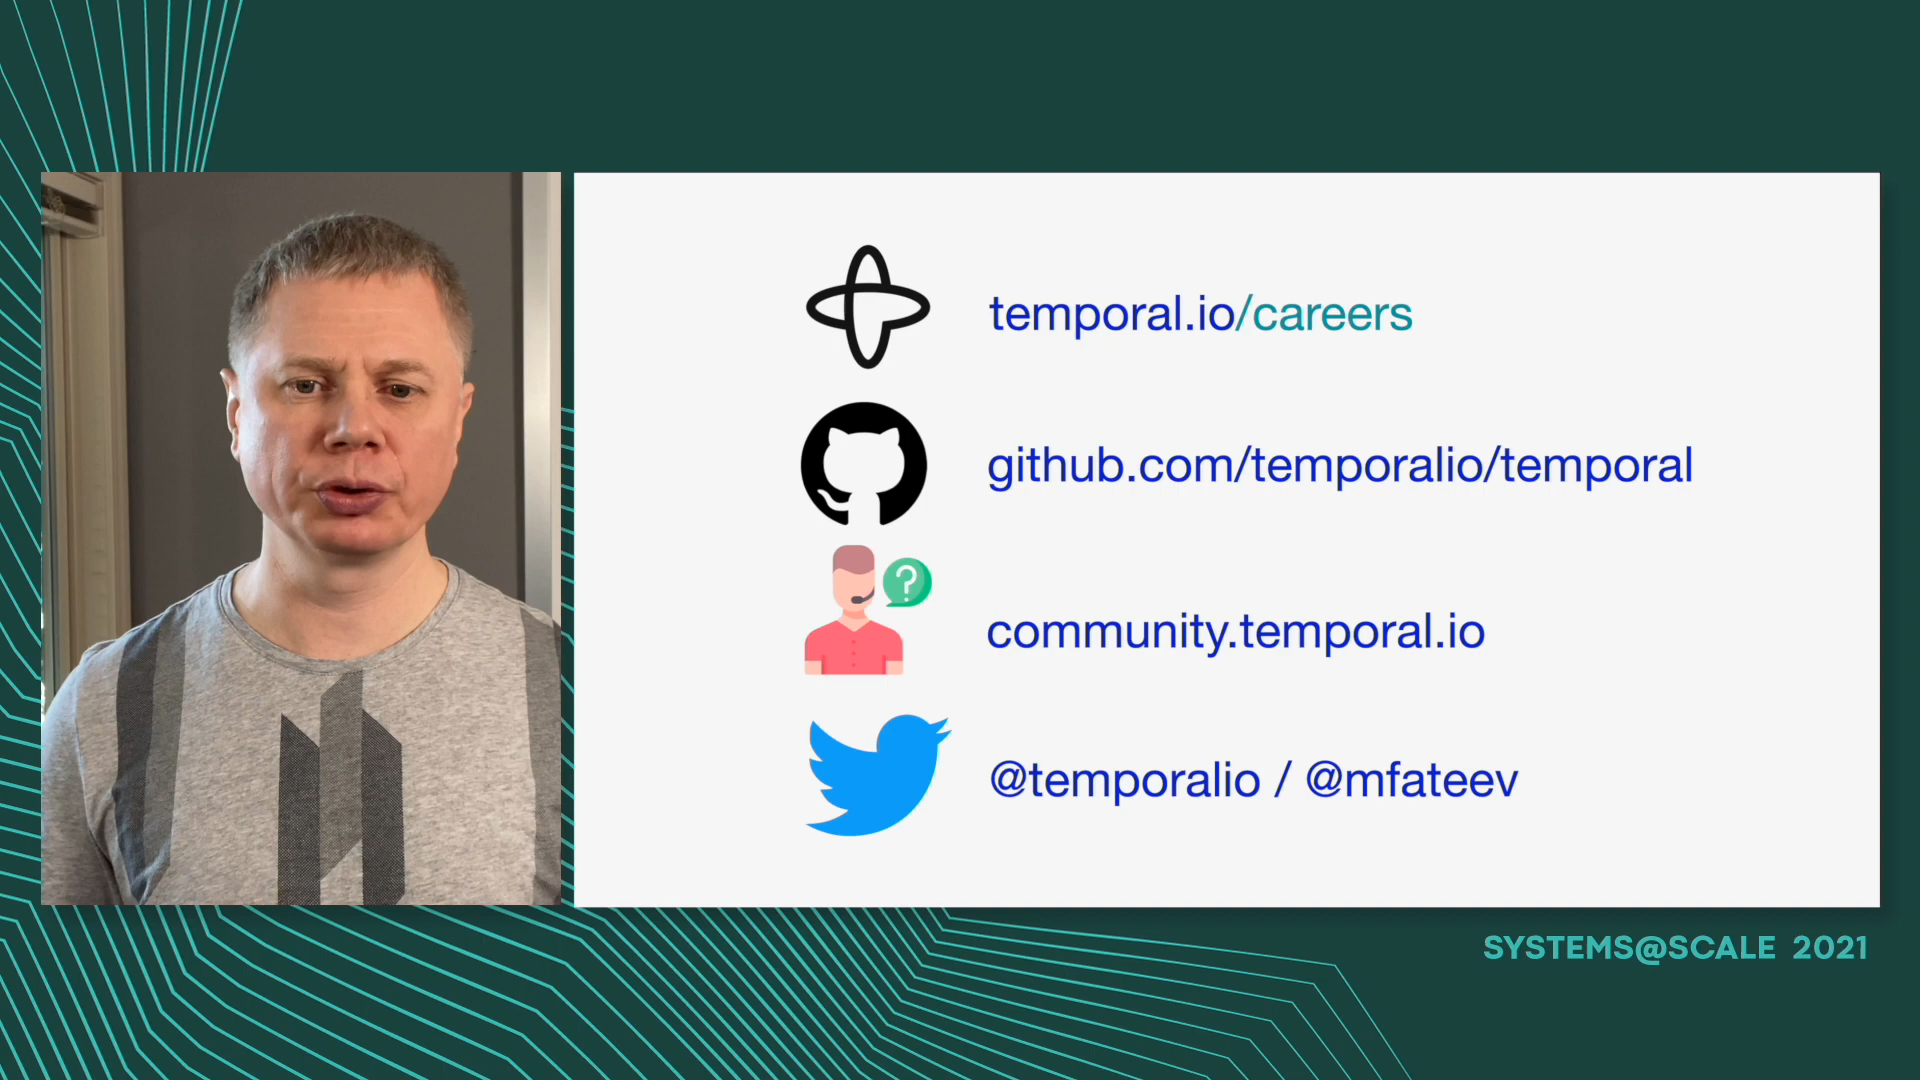 temporal.io/careers
github.com/temporalio/temporal
?
community.temporal.io
@temporalio / @mfateev
SYSTEMS@SCALE 2021